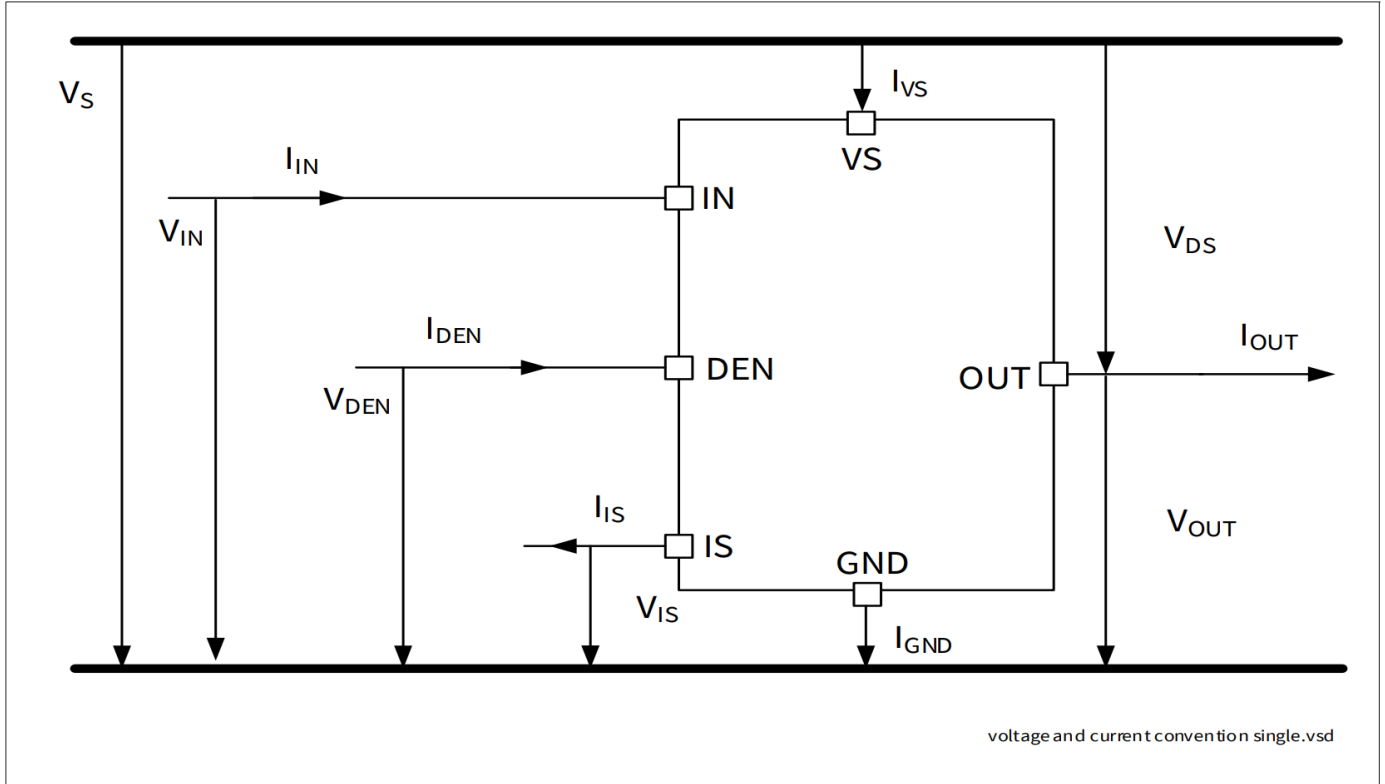 V_S
I_VS
VS
I_IN
IN
V_IN
V_DS
I_DEN
I_OUT
DEN
OUT
V_DEN
I_IS
V_OUT
IS
GND
V_IS
I_GND
voltage and current convention single.vsd